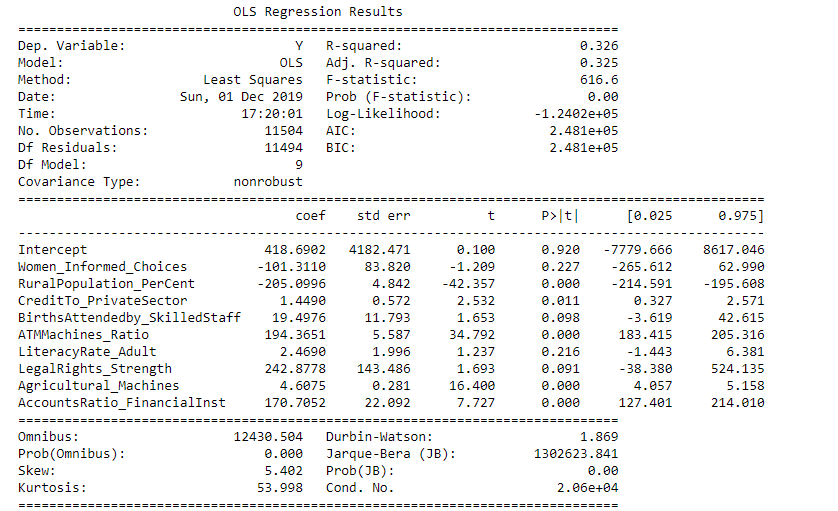 OLS Regression Results
==============================================================================
Dep. Variable: Y R-squared: 0.326
Model: OLS Adj. R-squared: 0.325
Method: Least Squares F-statistic: 616.6
Date: Sun, 01 Dec 2019 Prob (F-statistic): 0.00
Time: 17:20:01 Log-Likelihood: -1.2402e+05
No. Observations: 11504 AIC: 2.481e+05
Df Residuals: 11494 BIC: 2.481e+05
Df Model: 9
Covariance Type: nonrobust
=================================================================================================
coef std err t P>|t| [0.025 0.975]
-------------------------------------------------------------------------------------------------
Intercept 418.6902 4182.471 0.100 0.920 -7779.666 8617.046
Women_Informed_Choices -101.3110 83.820 -1.209 0.227 -265.612 62.990
RuralPopulation_PerCent -205.0996 4.842 -42.357 0.000 -214.591 -195.608
CreditTo_PrivateSector 1.4490 0.572 2.532 0.011 0.327 2.571
BirthsAttendedby_SkilledStaff 19.4976 11.793 1.653 0.098 -3.619 42.615
ATMMachines_Ratio 194.3651 5.587 34.792 0.000 183.415 205.316
LiteracyRate_Adult 2.4690 1.996 1.237 0.216 -1.443 6.381
LegalRights_Strength 242.8778 143.486 1.693 0.091 -38.380 524.135
Agricultural_Machines 4.6075 0.281 16.400 0.000 4.057 5.158
AccountsRatio_FinancialInst 170.7052 22.092 7.727 0.000 127.401 214.010
==============================================================================
Omnibus: 12430.504 Durbin-Watson: 1.869
Prob(Omnibus): 0.000 Jarque-Bera (JB): 1302623.841
Skew: 5.402 Prob(JB): 0.00
Kurtosis: 53.998 Cond. No. 2.06e+04
==============================================================================